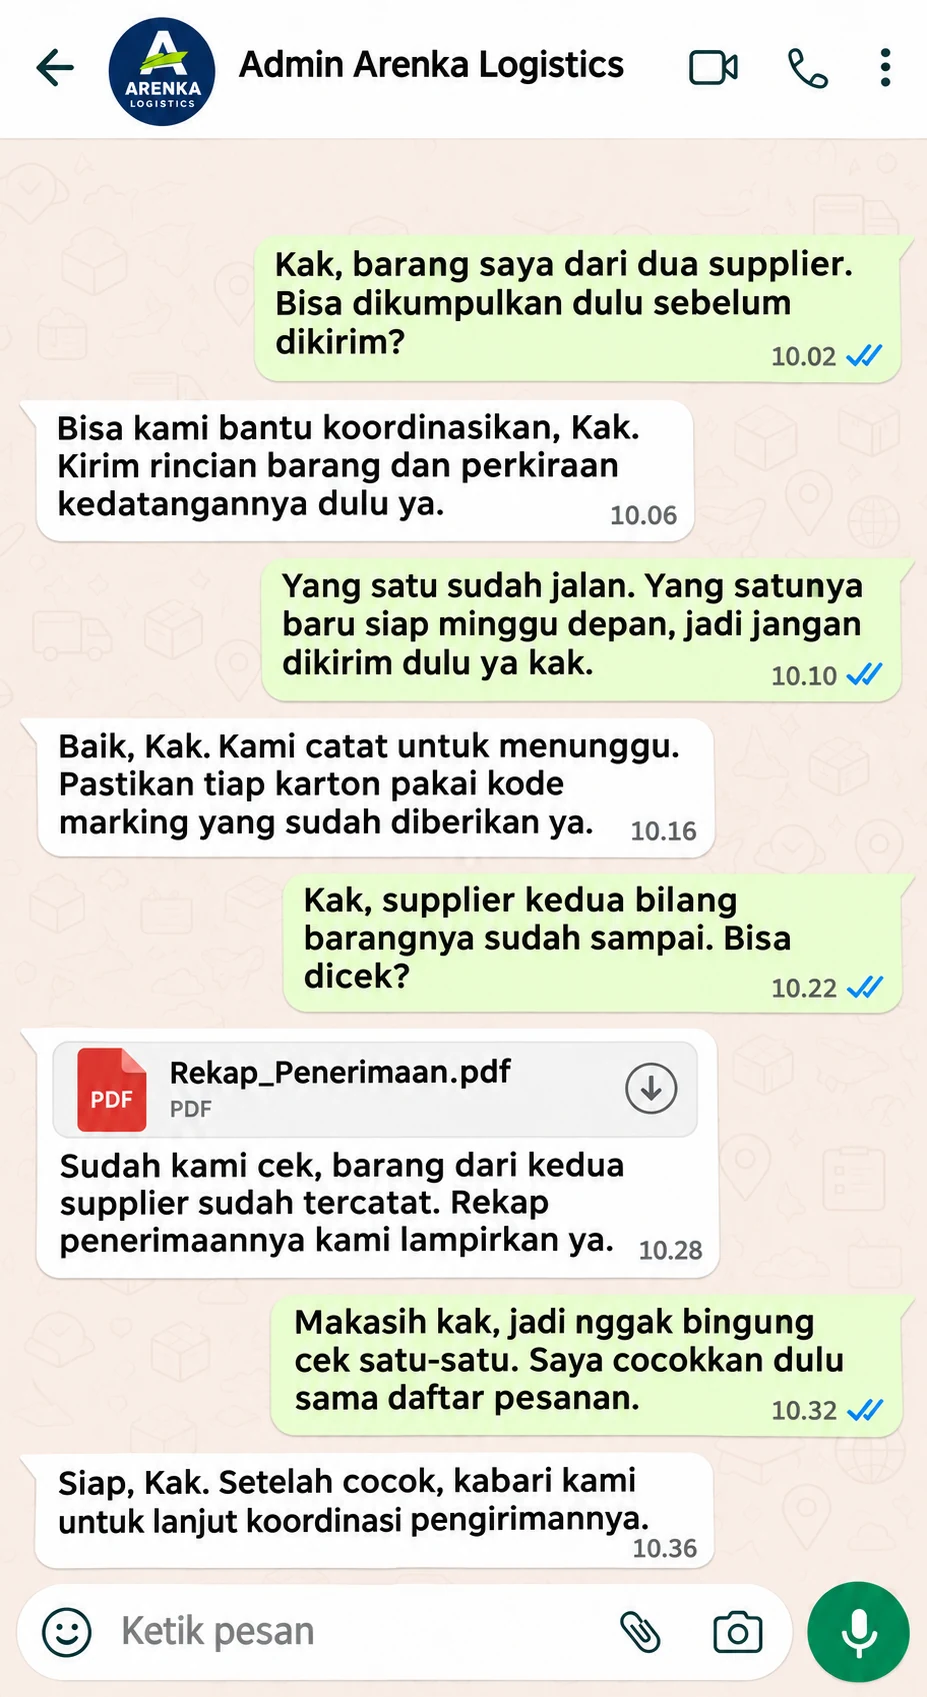 Admin Arenka Logistics
A
ARENKA
LOGISTICS
Kak, barang saya dari dua supplier.
Bisa dikumpulkan dulu sebelum
dikirim?
10.02
Bisa kami bantu koordinasikan, Kak.
Kirim rincian barang dan perkiraan
kedatangannya dulu ya.
10.06
Yang satu sudah jalan. Yang satunya
baru siap minggu depan, jadi jangan
dikirim dulu ya kak.
10.10
Baik, Kak. Kami catat untuk menunggu.
Pastikan tiap karton pakai kode
marking yang sudah diberikan ya.
10.16
Kak, supplier kedua bilang
barangnya sudah sampai. Bisa
dicek?
10.22
PDF
Rekap_Penerimaan.pdf
PDF
Sudah kami cek, barang dari kedua
supplier sudah tercatat. Rekap
penerimaannya kami lampirkan ya.
10.28
Makasih kak, jadi nggak bingung
cek satu-satu. Saya cocokkan dulu
sama daftar pesanan.
10.32
Siap, Kak. Setelah cocok, kabari kami
untuk lanjut koordinasi pengirimannya.
10.36
Ketik pesan